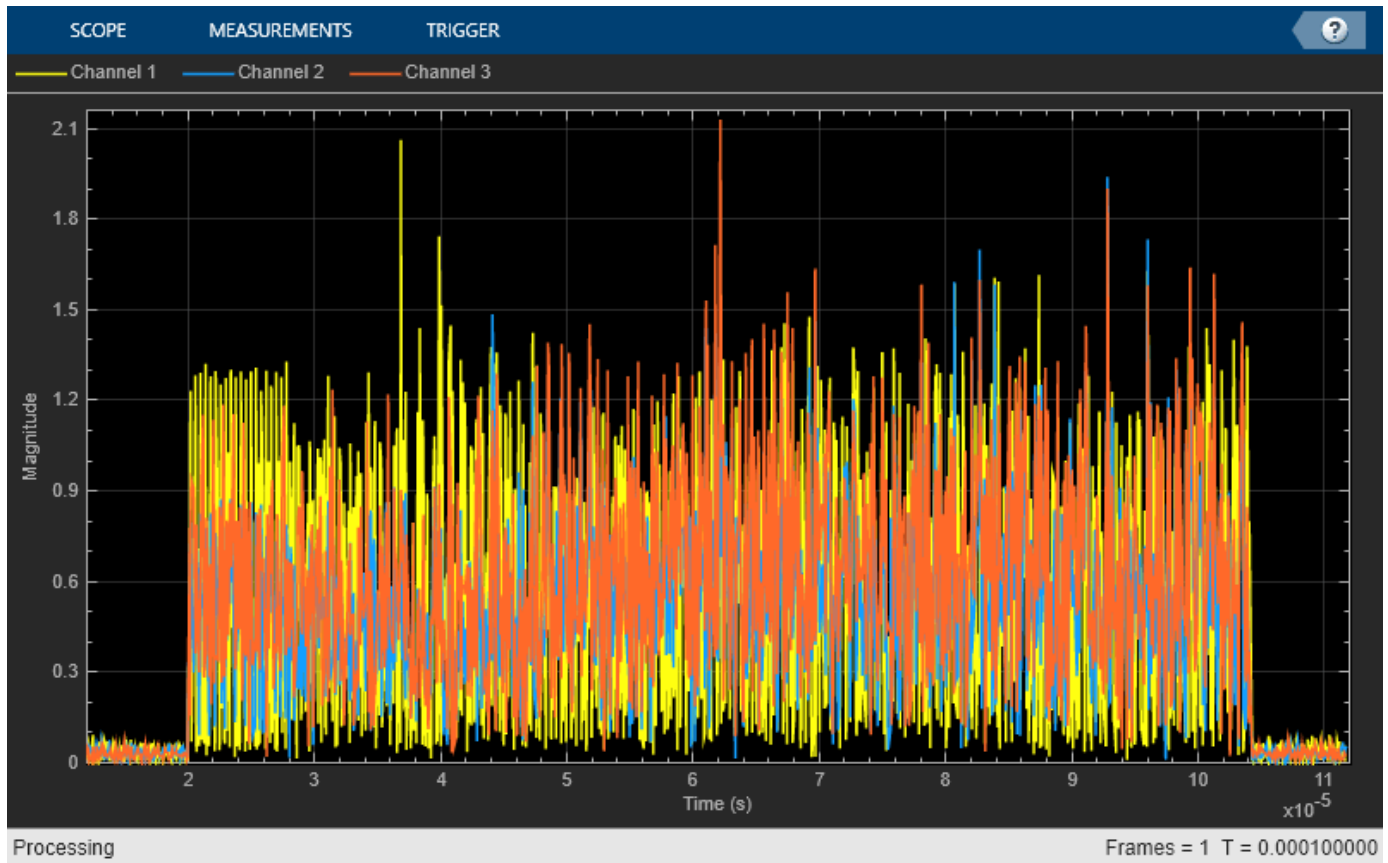 SCOPE MEASUREMENTS TRIGGER ?
Channel 1 Channel 2 Channel 3
2.1
1.8
1.5
1.2
0.9
0.6
0.3
0
Magnitude
2 3 4 5 6 7 8 9 10 11
Time (s)
x10-5
Processing Frames = 1 T = 0.000100000